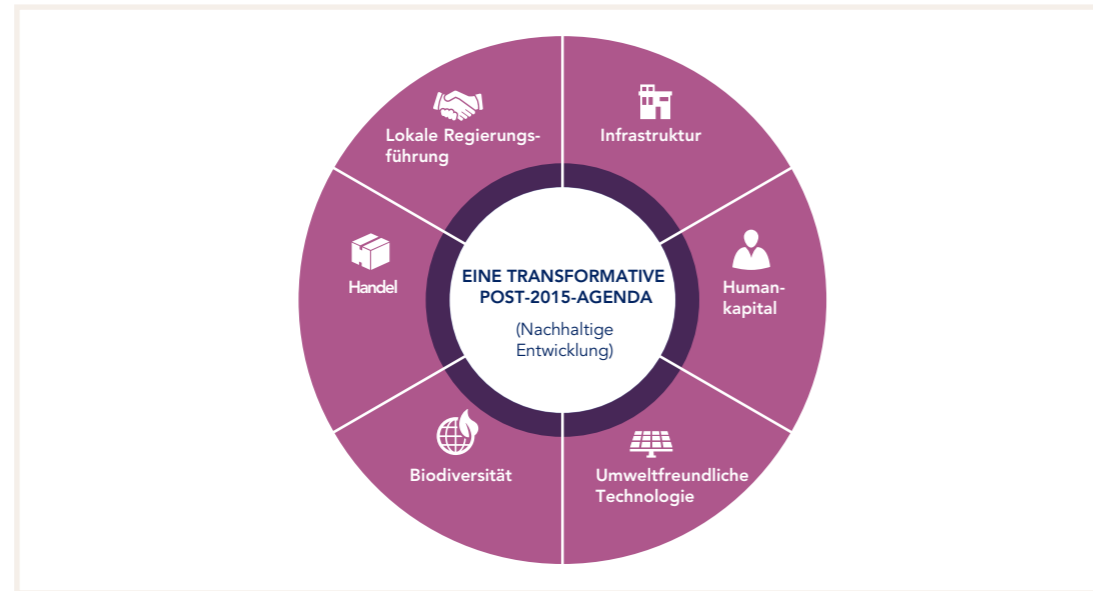 Lokale Regierungs-
führung
Infrastruktur
Handel
EINE TRANSFORMATIVE
POST-2015-AGENDA
(Nachhaltige
Entwicklung)
Human-
kapital
Biodiversität
Umweltfreundliche
Technologie